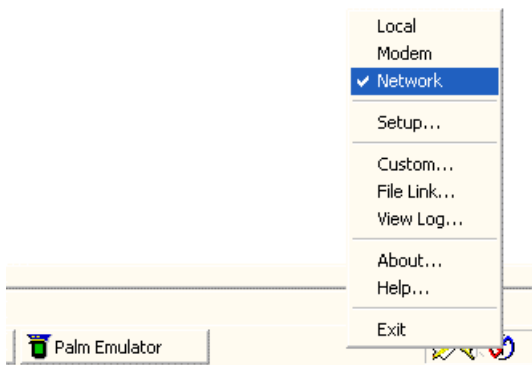 Local
Modem
Network
Setup...
Custom...
File Link...
View Log...
About...
Help...
Exit
Palm Emulator